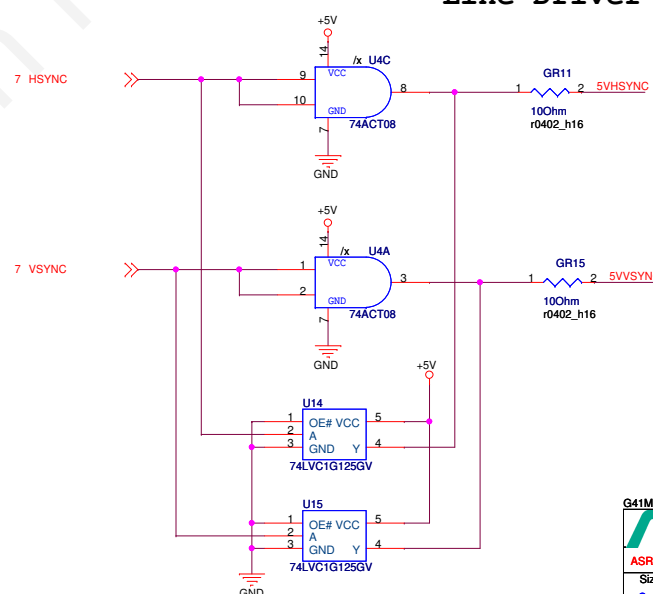 Line Driver
+5V
14
/x U4C
7 HSYNC
9
VCC
10
GND
8
74ACT08
7
GND
GR11
1
2
5VHSYNC
10Ohm
r0402_h16
+5V
14
/x U4A
7 VSYNC
1
VCC
2
GND
3
74ACT08
7
GND
GR15
1
2
5VVSYN
10Ohm
r0402_h16
+5V
U14
1 OE# VCC 5
2 A
3 GND Y 4
74LVC1G125GV
U15
1 OE# VCC 5
2 A
3 GND Y 4
74LVC1G125GV
GND
G41M
ASR
Siz